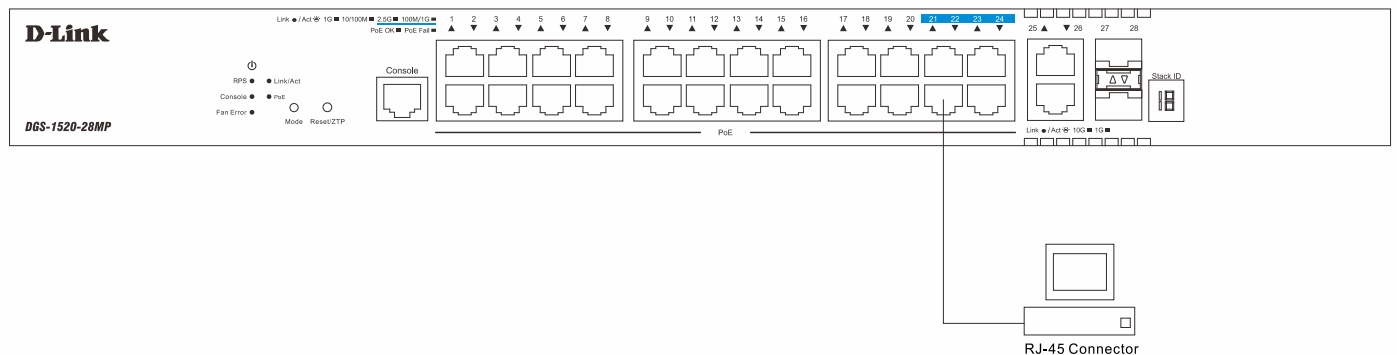 Link ● / Act 1G ■ 10/100M ■ 2.5G ■ 100M/1G ■
PoE OK ■ PoE Fail ■
1 2 3 4 5 6 7 8 9 10 11 12 13 14 15 16 17 18 19 20 21 22 23 24 25 26 27 28
D-Link
RPS Link/Act
Console PoE
Fan Error
Mode Reset/ZTP
Console
Stack ID
DGS-1520-28MP
PoE
Link ● / Act 10G ■ 1G ■
RJ-45 Connector